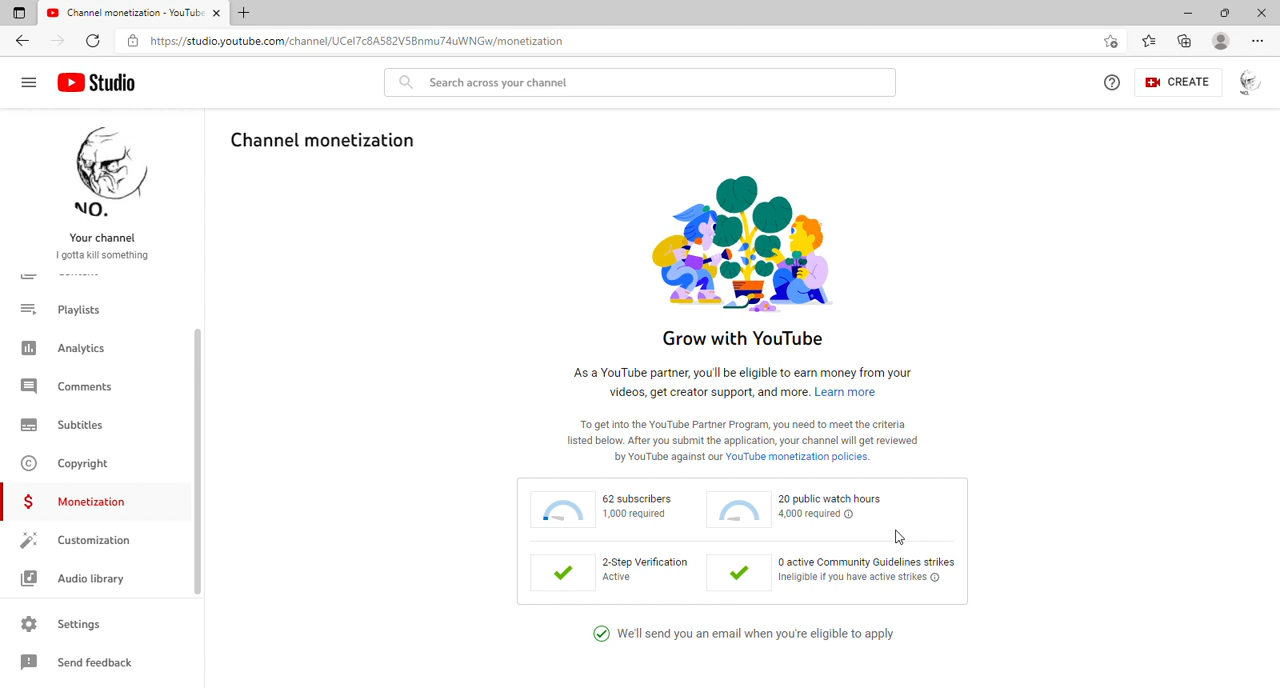 Channel monetization - YouTube
https://studio.youtube.com/channel/UCeI7c8A582V5Bnmu74uWNGw/monetization
Studio
Search across your channel
CREATE
NO.
Your channel
I gotta kill something
Content
Playlists
Analytics
Comments
Subtitles
Copyright
Monetization
Customization
Audio library
Settings
Send feedback
Channel monetization
Grow with YouTube
As a YouTube partner, you'll be eligible to earn money from your
videos, get creator support, and more. Learn more
To get into the YouTube Partner Program, you need to meet the criteria
listed below. After you submit the application, your channel will get reviewed
by YouTube against our YouTube monetization policies.
62 subscribers
1,000 required
20 public watch hours
4,000 required
2-Step Verification
Active
0 active Community Guidelines strikes
Ineligible if you have active strikes
We'll send you an email when you're eligible to apply